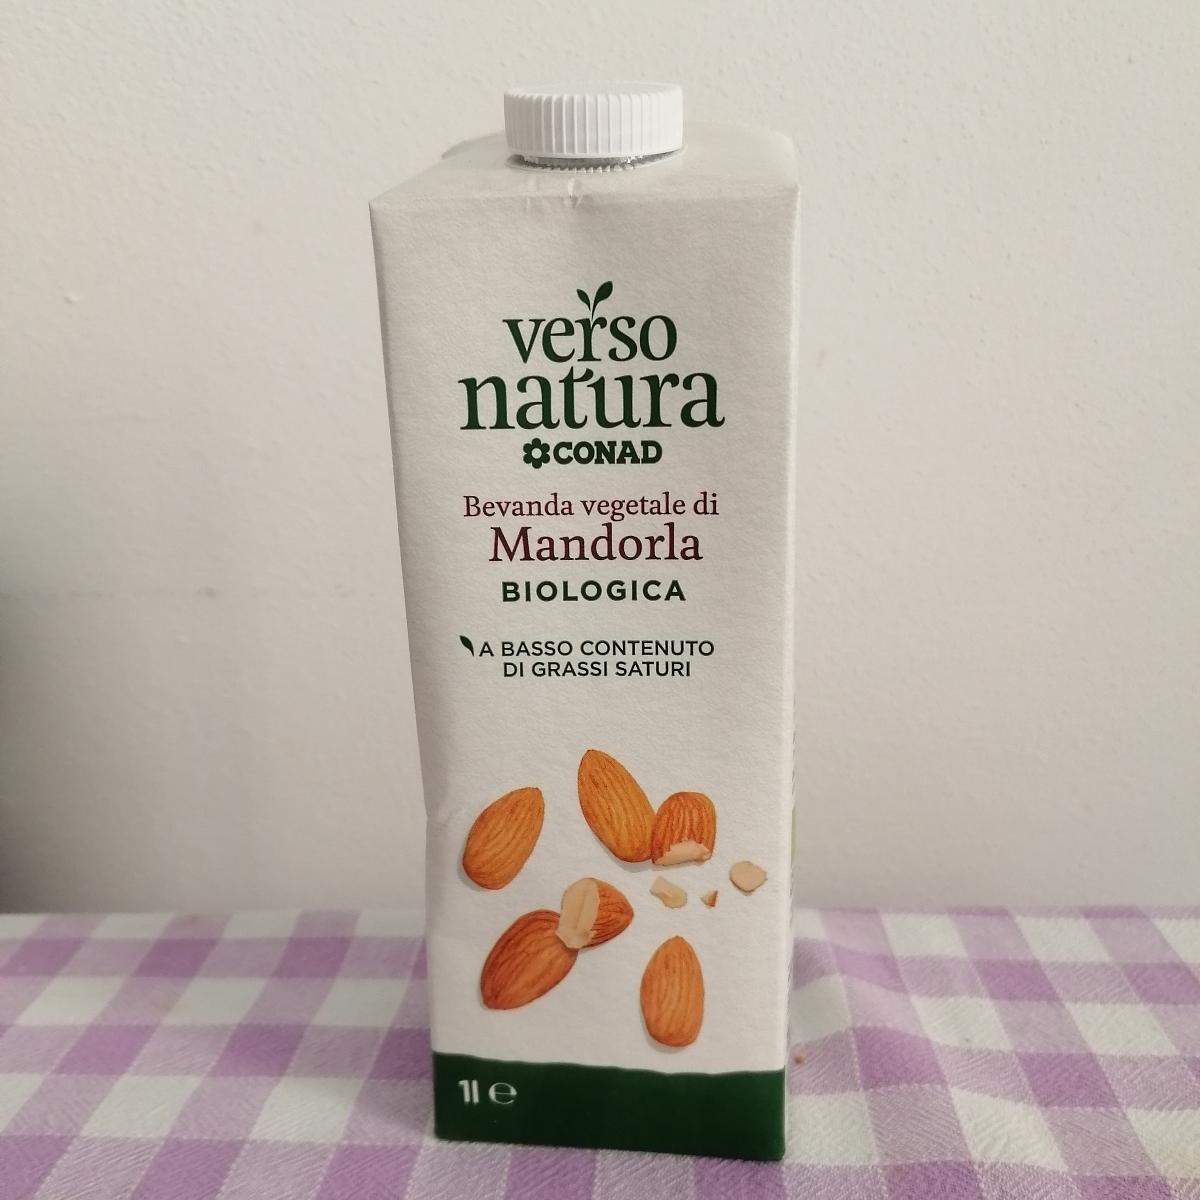 verso
natura
CONAD
Bevanda vegetale di
Mandorla
BIOLOGICA
A BASSO CONTENUTO
DI GRASSI SATURI
1l ℮